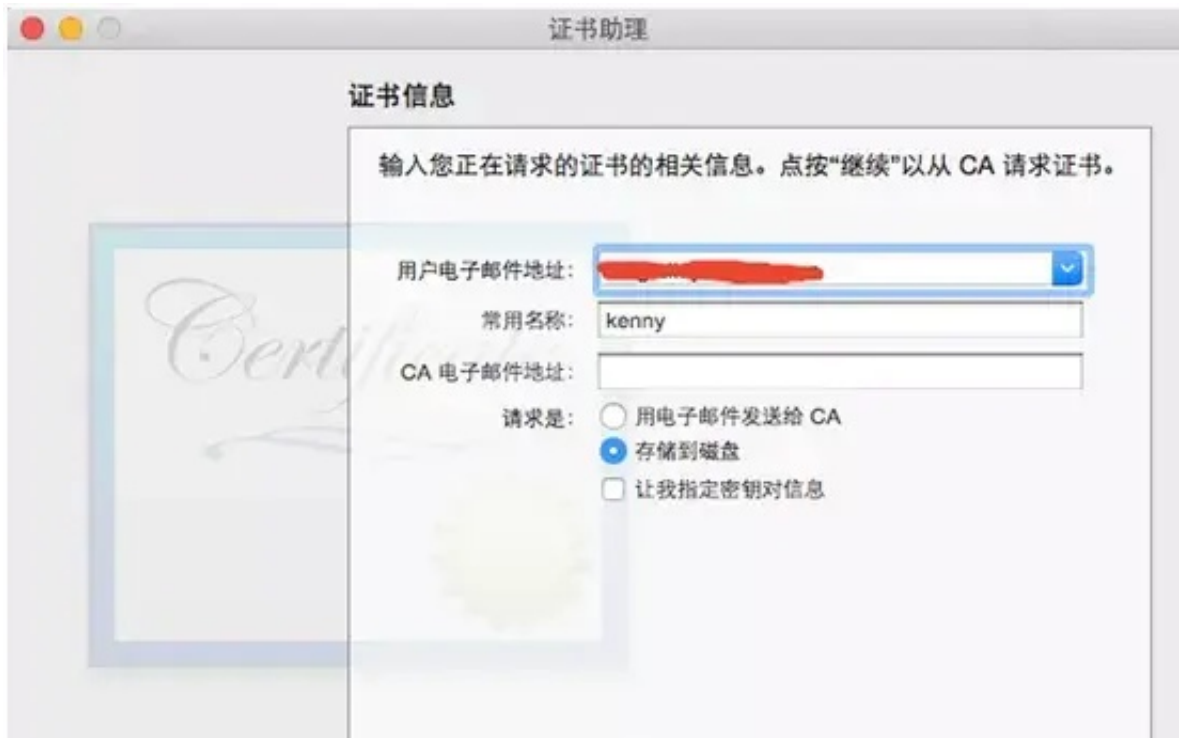 证书助理
证书信息
输入您正在请求的证书的相关信息。点按“继续”以从 CA 请求证书。
用户电子邮件地址：
常用名称： kenny
CA 电子邮件地址：
请求是： 用电子邮件发送给 CA
存储到磁盘
让我指定密钥对信息